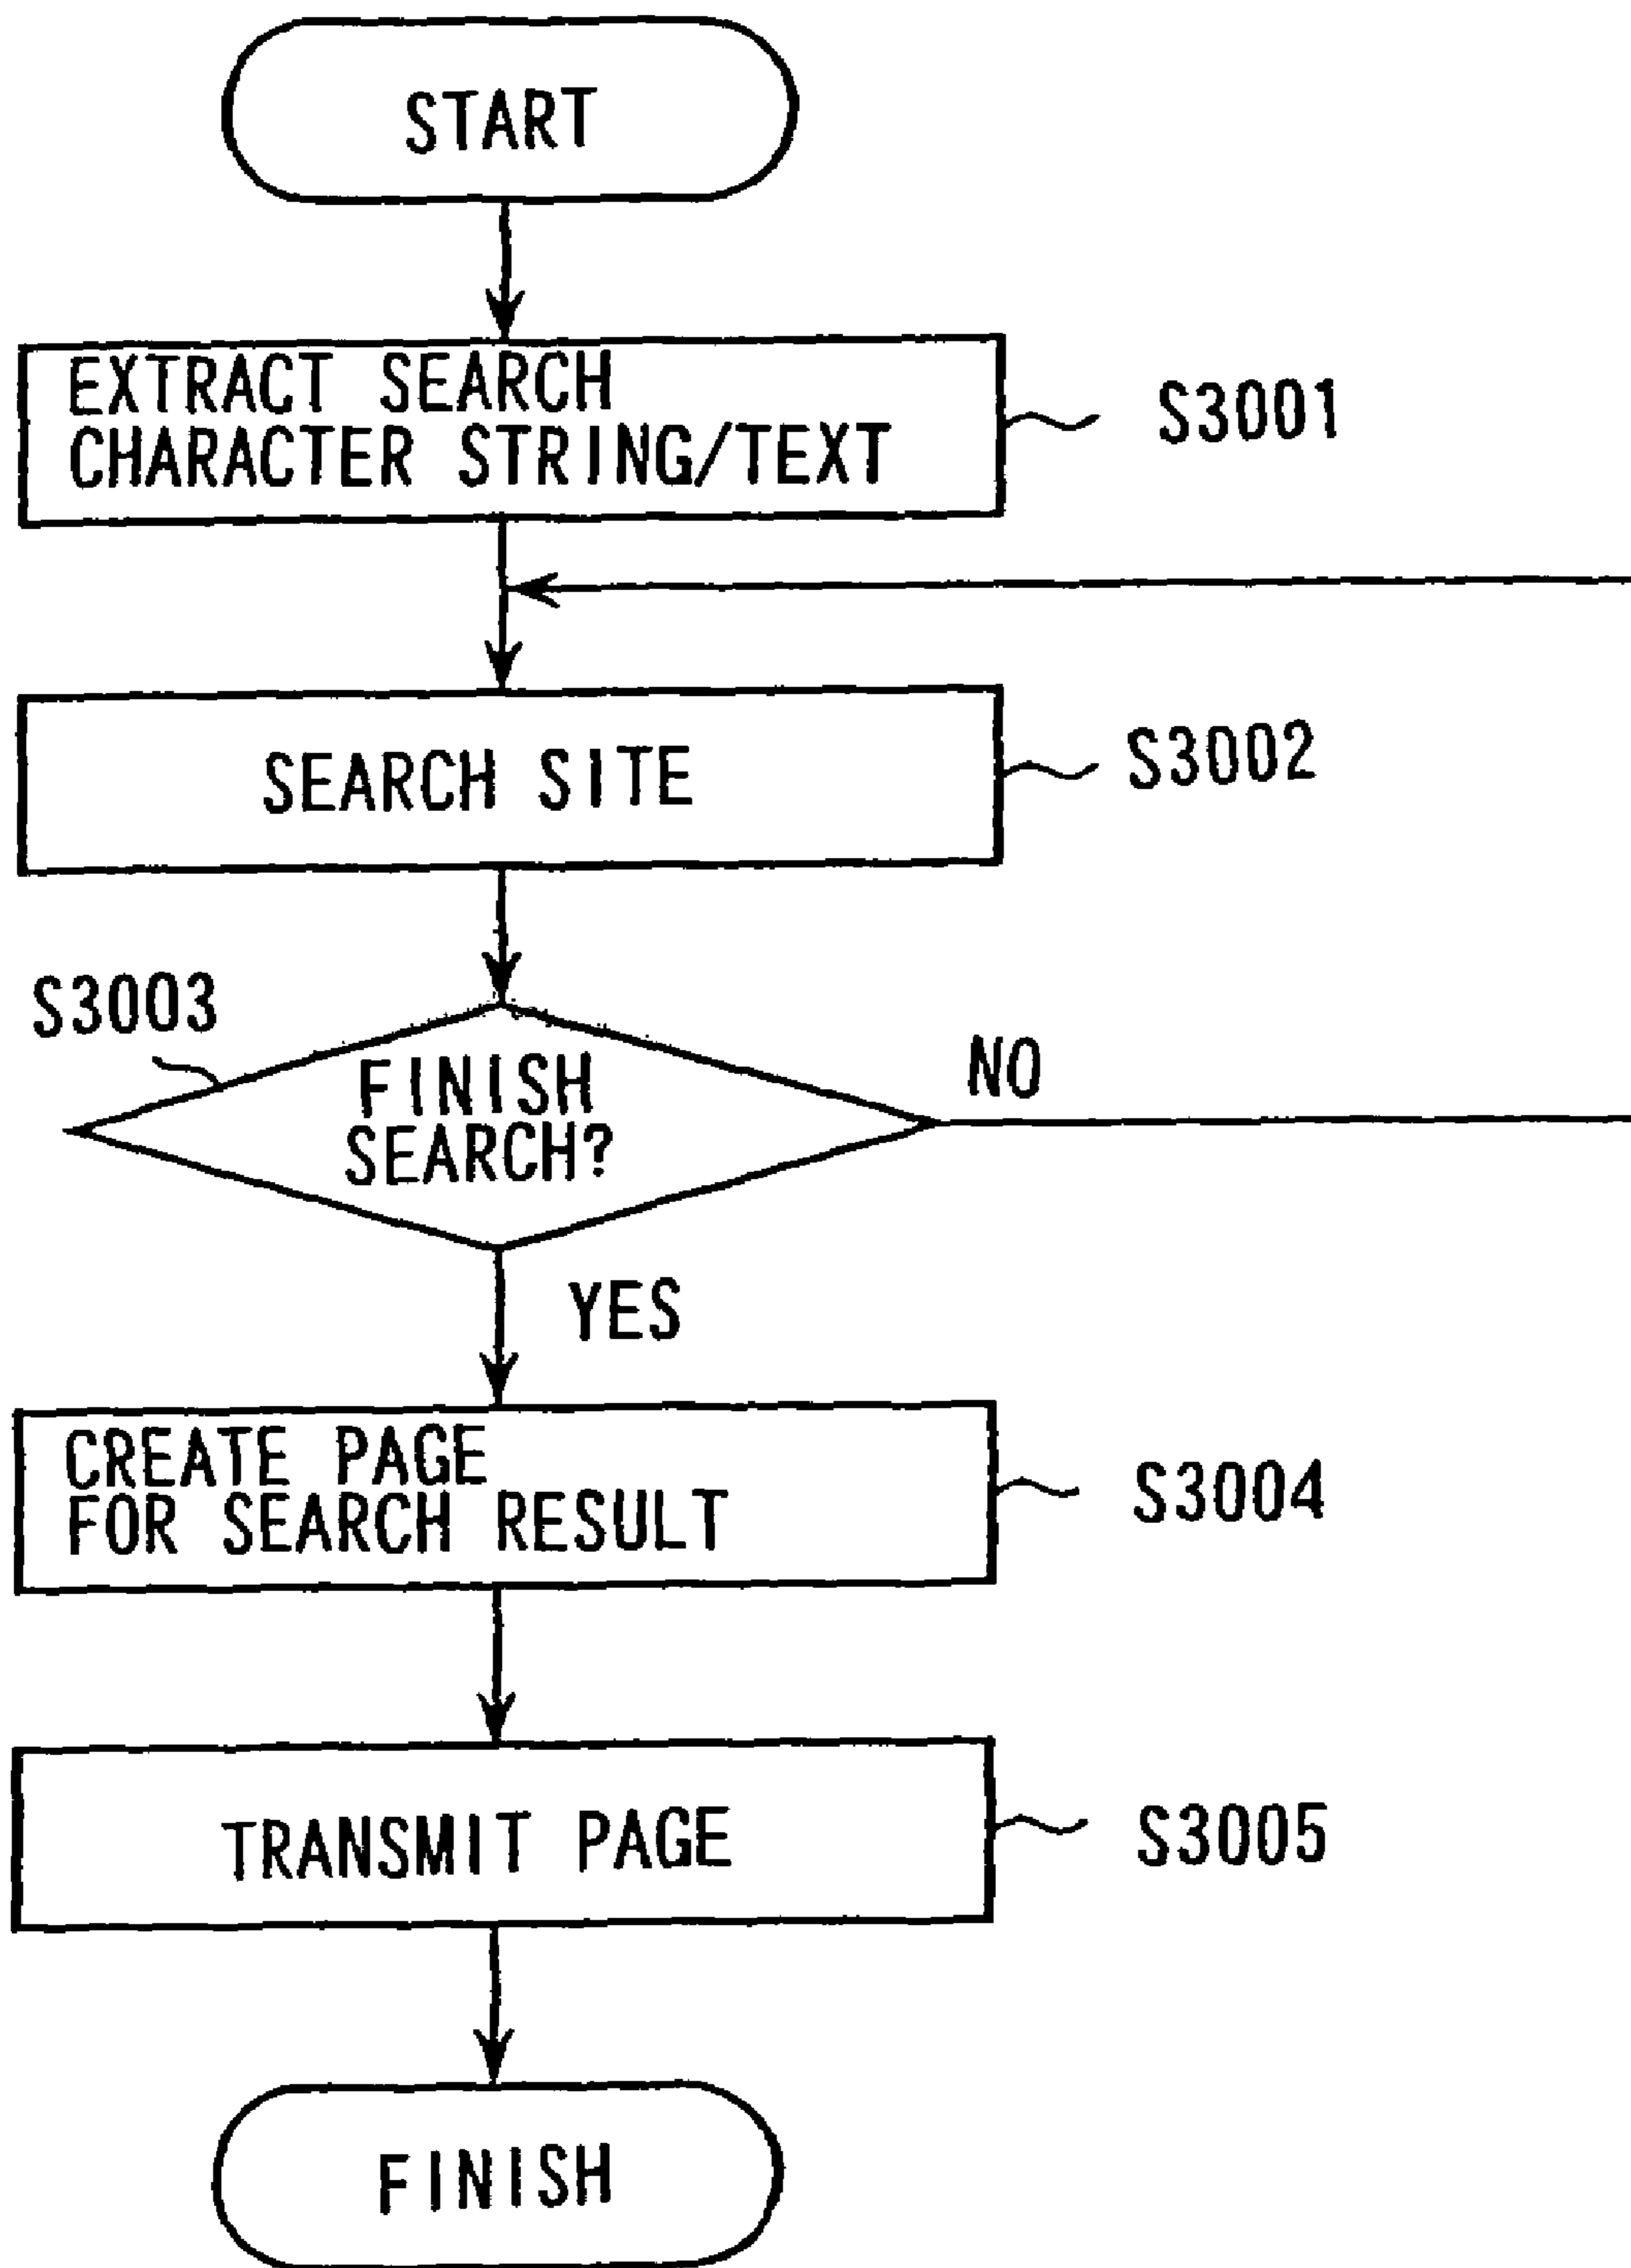 START
EXTRACT SEARCH
CHARACTER STRING/TEXT
S3001
SEARCH SITE
S3002
S3003
FINISH
SEARCH?
NO
YES
CREATE PAGE
FOR SEARCH RESULT
S3004
TRANSMIT PAGE
S3005
FINISH